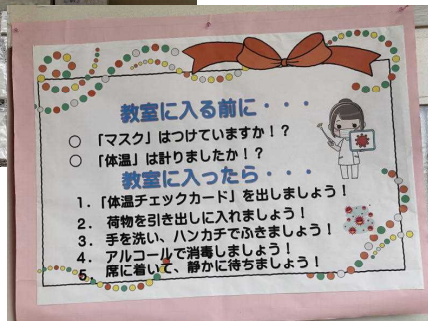 教室に入る前に・・・
○ 「マスク」はつけていますか！？
○ 「体温」は計りましたか！？
教室に入ったら・・・
1．「体温チェックカード」を出しましょう！
2．荷物を引き出しに入れましょう！
3．手を洗い、ハンカチでふきましょう！
4．アルコールで消毒しましょう！
5．席に着いて、静かに待ちましょう！